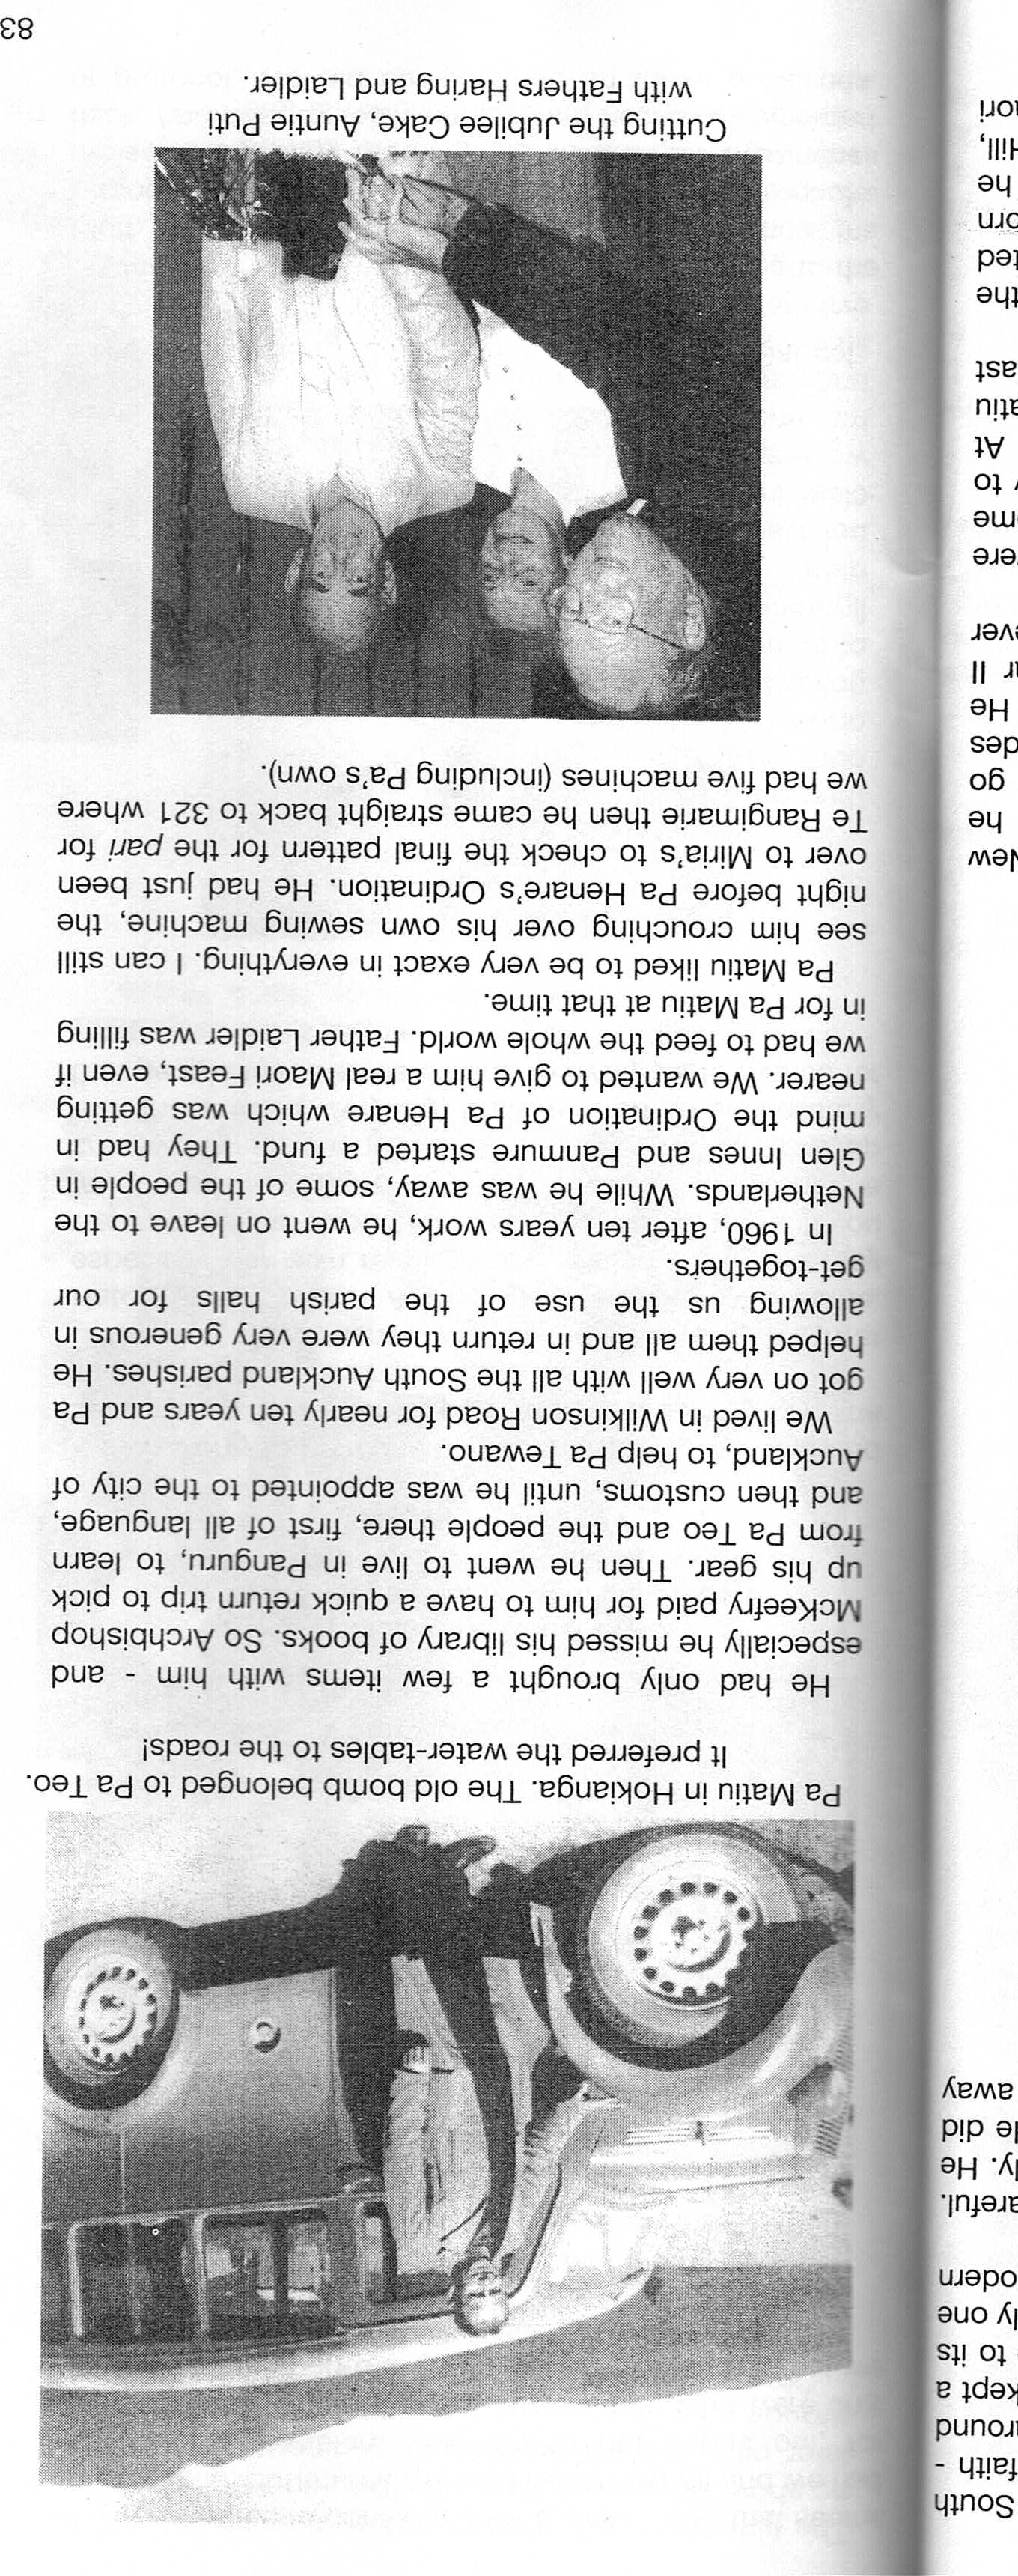 South
faith -
around
kept a
to its
ly one
odern
areful.
ly. He
He did
away
New
he
go
des
He
ar II
ever
ere
me
to
At
atiu
ast
the
ted
orn
he
Hill,
aori
Pa Matiu in Hokianga. The old bomb belonged to Pa Teo.
It preferred the water-tables to the roads!
He had only brought a few items with him - and
especially he missed his library of books. So Archbishop
McKeefry paid for him to have a quick return trip to pick
up his gear. Then he went to live in Panguru, to learn
from Pa Teo and the people there, first of all language,
and then customs, until he was appointed to the city of
Auckland, to help Pa Tewano.
We lived in Wilkinson Road for nearly ten years and Pa
got on very well with all the South Auckland parishes. He
helped them all and in return they were very generous in
allowing us the use of the parish halls for our
get-togethers.
In 1960, after ten years work, he went on leave to the
Netherlands. While he was away, some of the people in
Glen Innes and Panmure started a fund. They had in
mind the Ordination of Pa Henare which was getting
nearer. We wanted to give him a real Maori Feast, even if
we had to feed the whole world. Father Laidler was filling
in for Pa Matiu at that time.
Pa Matiu liked to be very exact in everything. I can still
see him crouching over his own sewing machine, the
night before Pa Henare's Ordination. He had just been
over to Miria's to check the final pattern for the pari for
Te Rangimarie then he came straight back to 321 where
we had five machines (including Pa's own).
Cutting the Jubilee Cake, Auntie Puti
with Fathers Haring and Laidler.
83